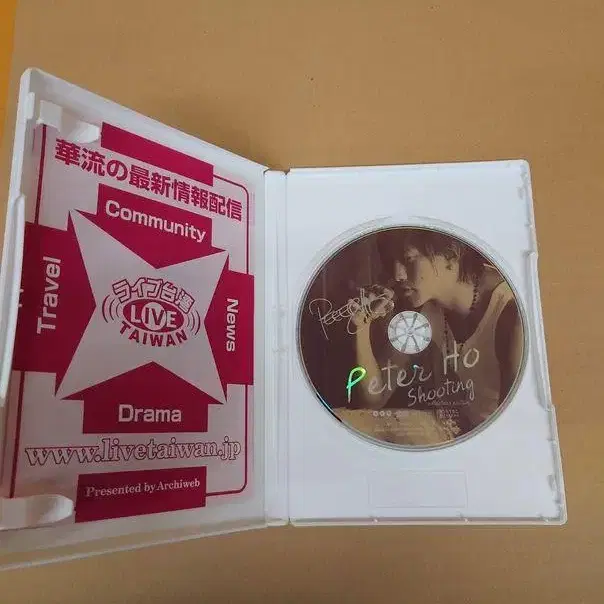 華流の最新情報配信
Community
Travel
ライブ台湾
LIVE
TAIWAN
News
Drama
www.livetaiwan.jp
Presented by Archiweb
Peter Ho
Shooting